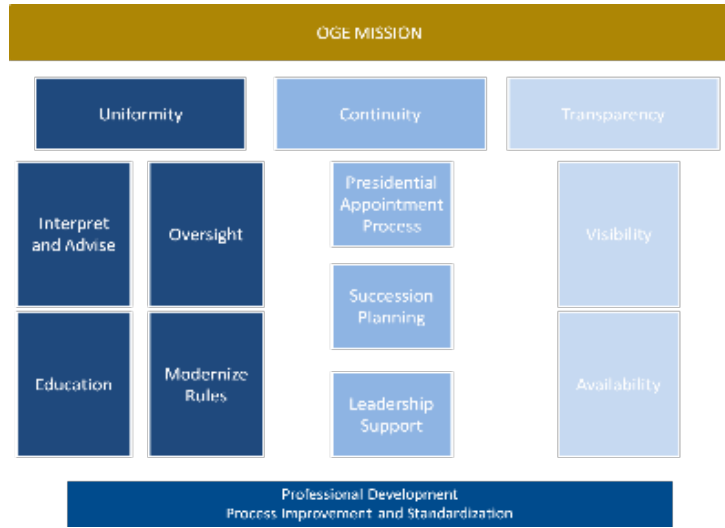 OGE MISSION
Uniformity
Continuity
Transparency
Interpret
and Advise
Oversight
Presidential
Appointment
Process
Visibility
Succession
Planning
Education
Modernize
Rules
Availability
Leadership
Support
Professional Development
Process Improvement and Standardization